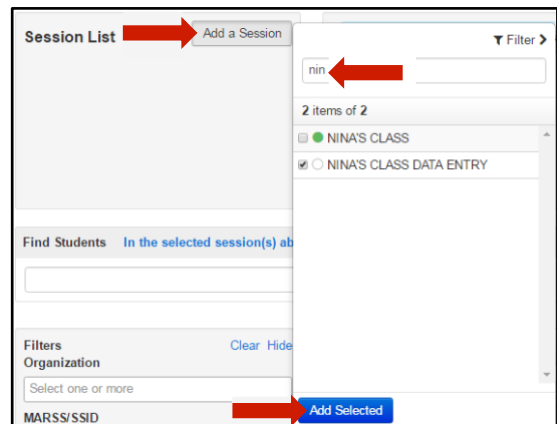 Session List
Add a Session
Filter
nin
2 items of 2
NINA'S CLASS
NINA'S CLASS DATA ENTRY
Find Students In the selected session(s) ab
Filters
Clear Hide
Organization
Select one or more
MARSS/SSID
Add Selected